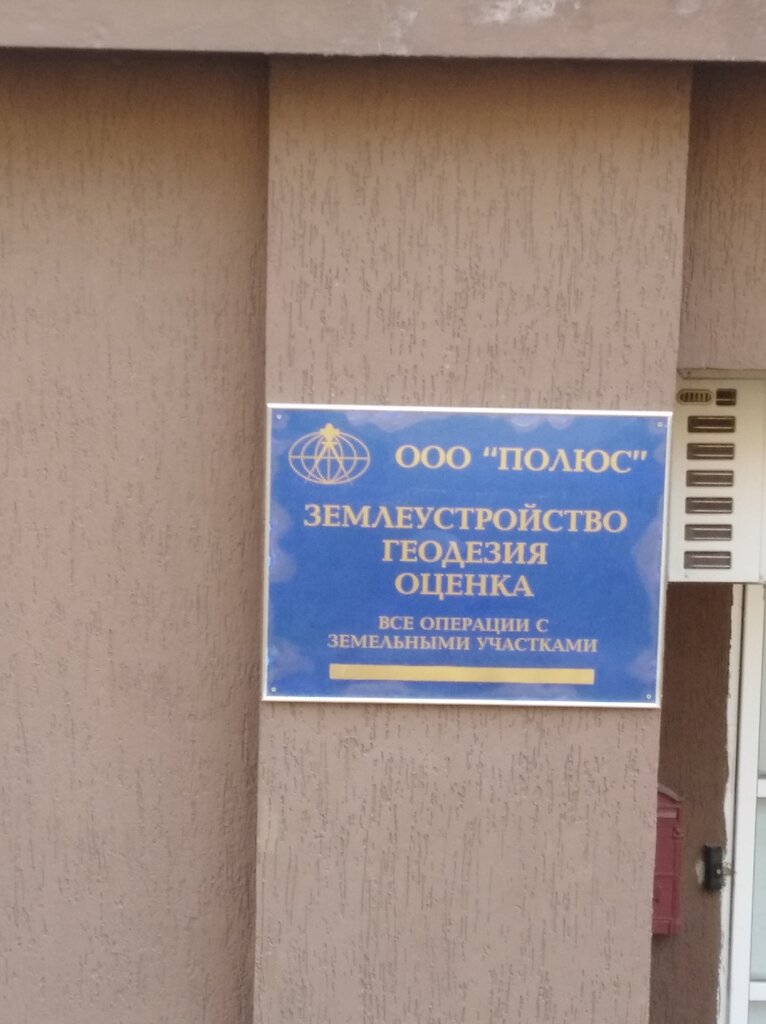 ООО "ПОЛЮС"
ЗЕМЛЕУСТРОЙСТВО
ГЕОДЕЗИЯ
ОЦЕНКА
ВСЕ ОПЕРАЦИИ С
ЗЕМЕЛЬНЫМИ УЧАСТКАМИ